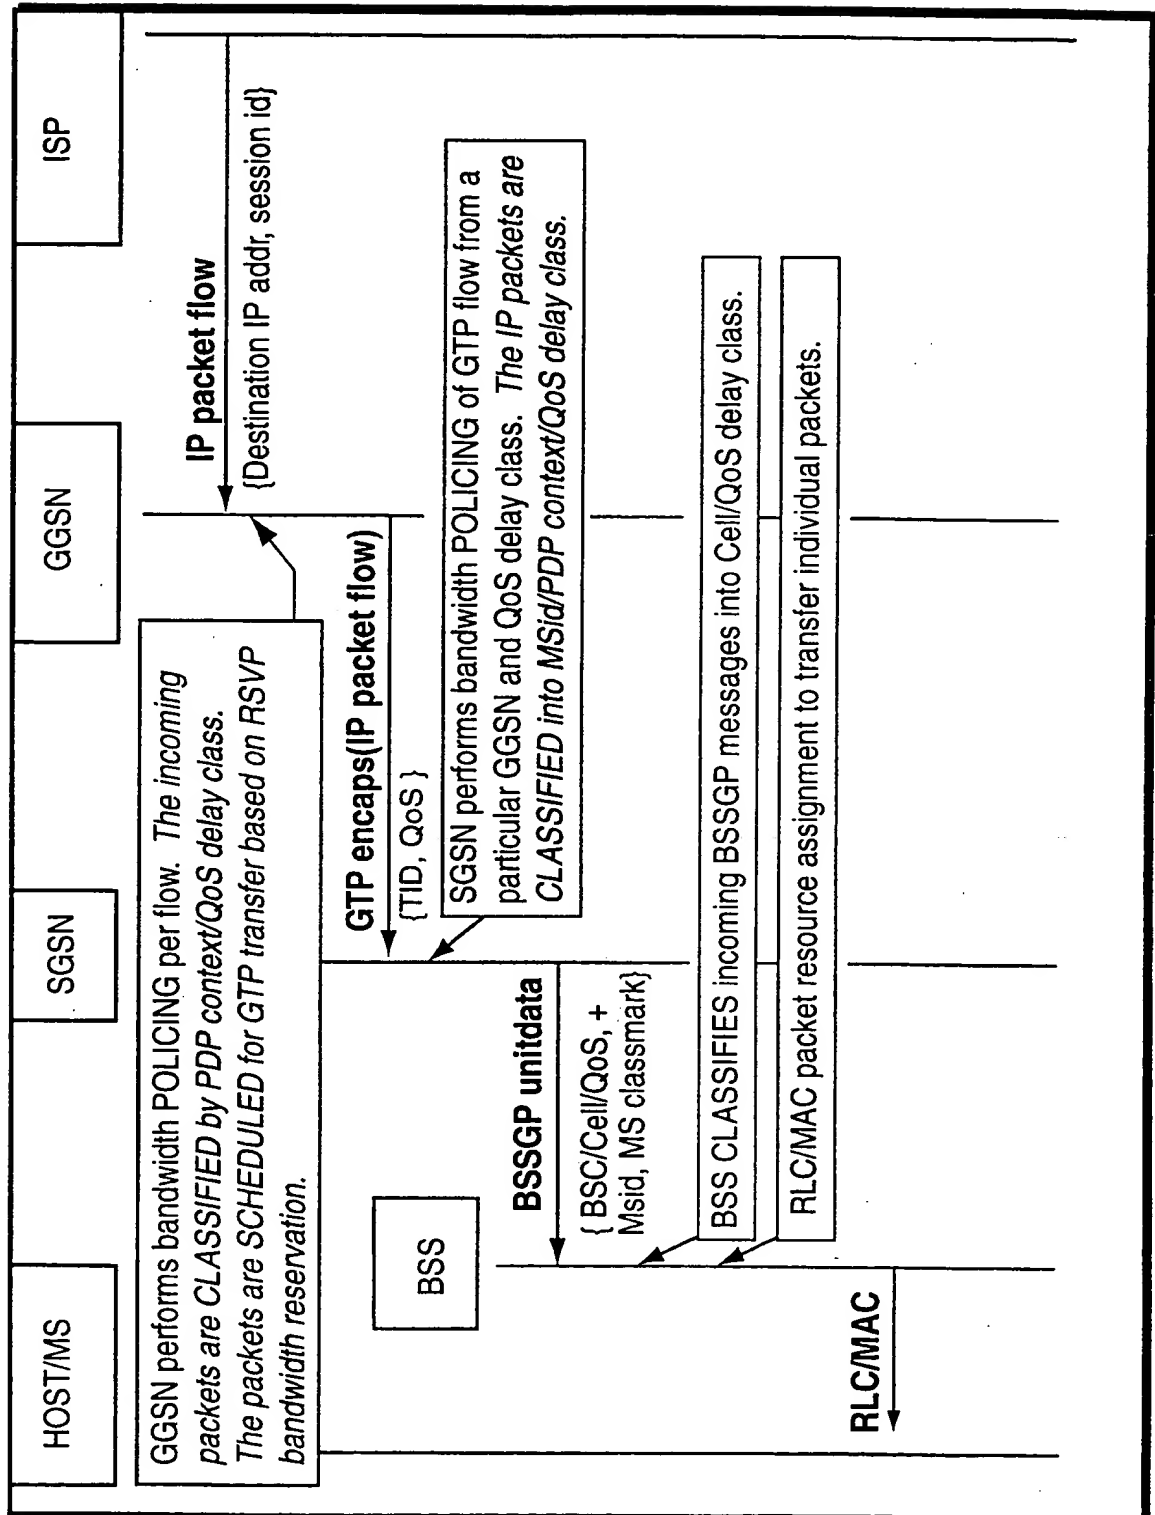 HOST/MS
SGSN
GGSN
ISP
GGSN performs bandwidth POLICING per flow. The incoming
packets are CLASSIFIED by PDP context/QoS delay class.
The packets are SCHEDULED for GTP transfer based on RSVP
bandwidth reservation.
IP packet flow
{Destination IP addr, session id}
GTP encaps(IP packet flow)
{TID, QoS }
SGSN performs bandwidth POLICING of GTP flow from a
particular GGSN and QoS delay class. The IP packets are
CLASSIFIED into MSid/PDP context/QoS delay class.
BSS
BSSGP unitdata
{ BSC/Cell/QoS, +
Msid, MS classmark}
BSS CLASSIFIES incoming BSSGP messages into Cell/QoS delay class.
RLC/MAC packet resource assignment to transfer individual packets.
RLC/MAC